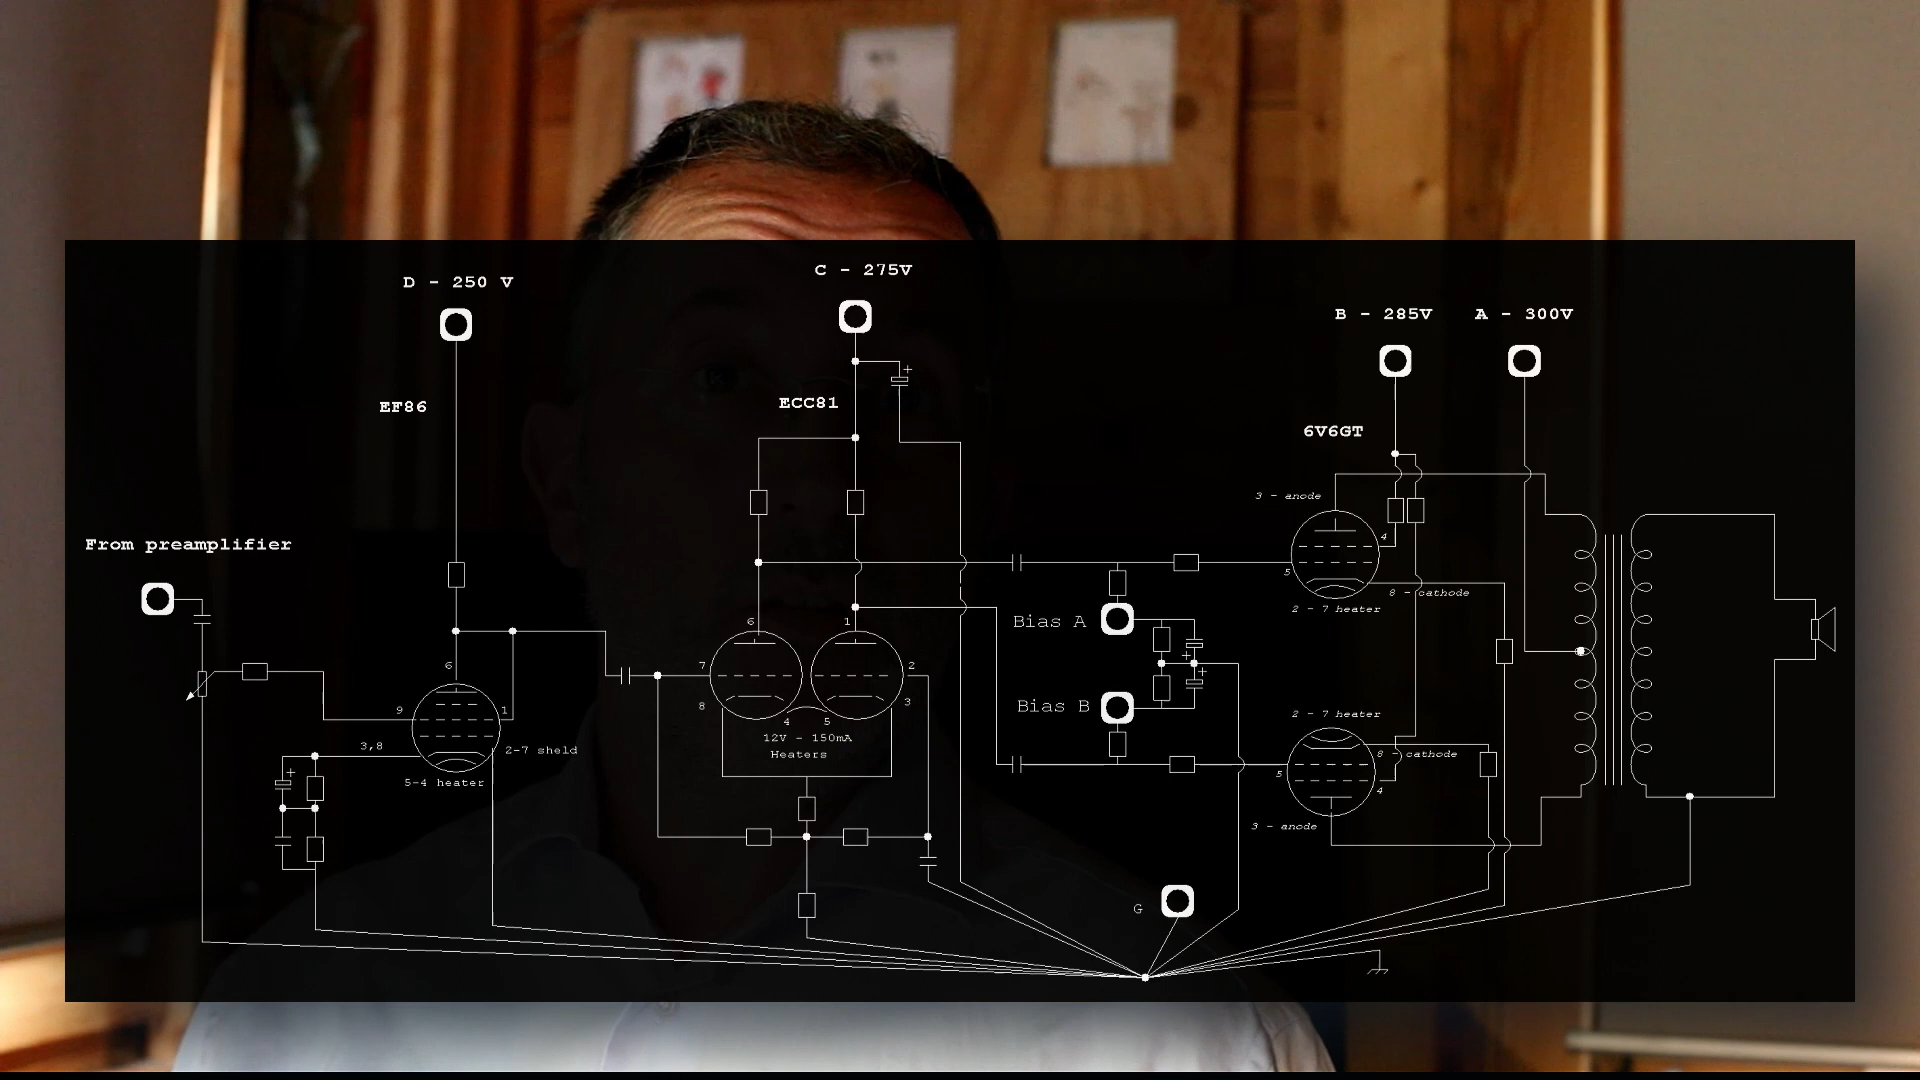 D - 250 V
C - 275V
B - 285V
A - 300V
EF86
ECC81
6V6GT
3 - anode
From preamplifier
4
5
8 - cathode
2 - 7 heater
6
1
Bias A
6
7
2
9
1
8
3
Bias B
2 - 7 heater
4
5
3,8
2-7 sheld
12V - 150mA
Heaters
8 - cathode
5-4 heater
5
4
3 - anode
G